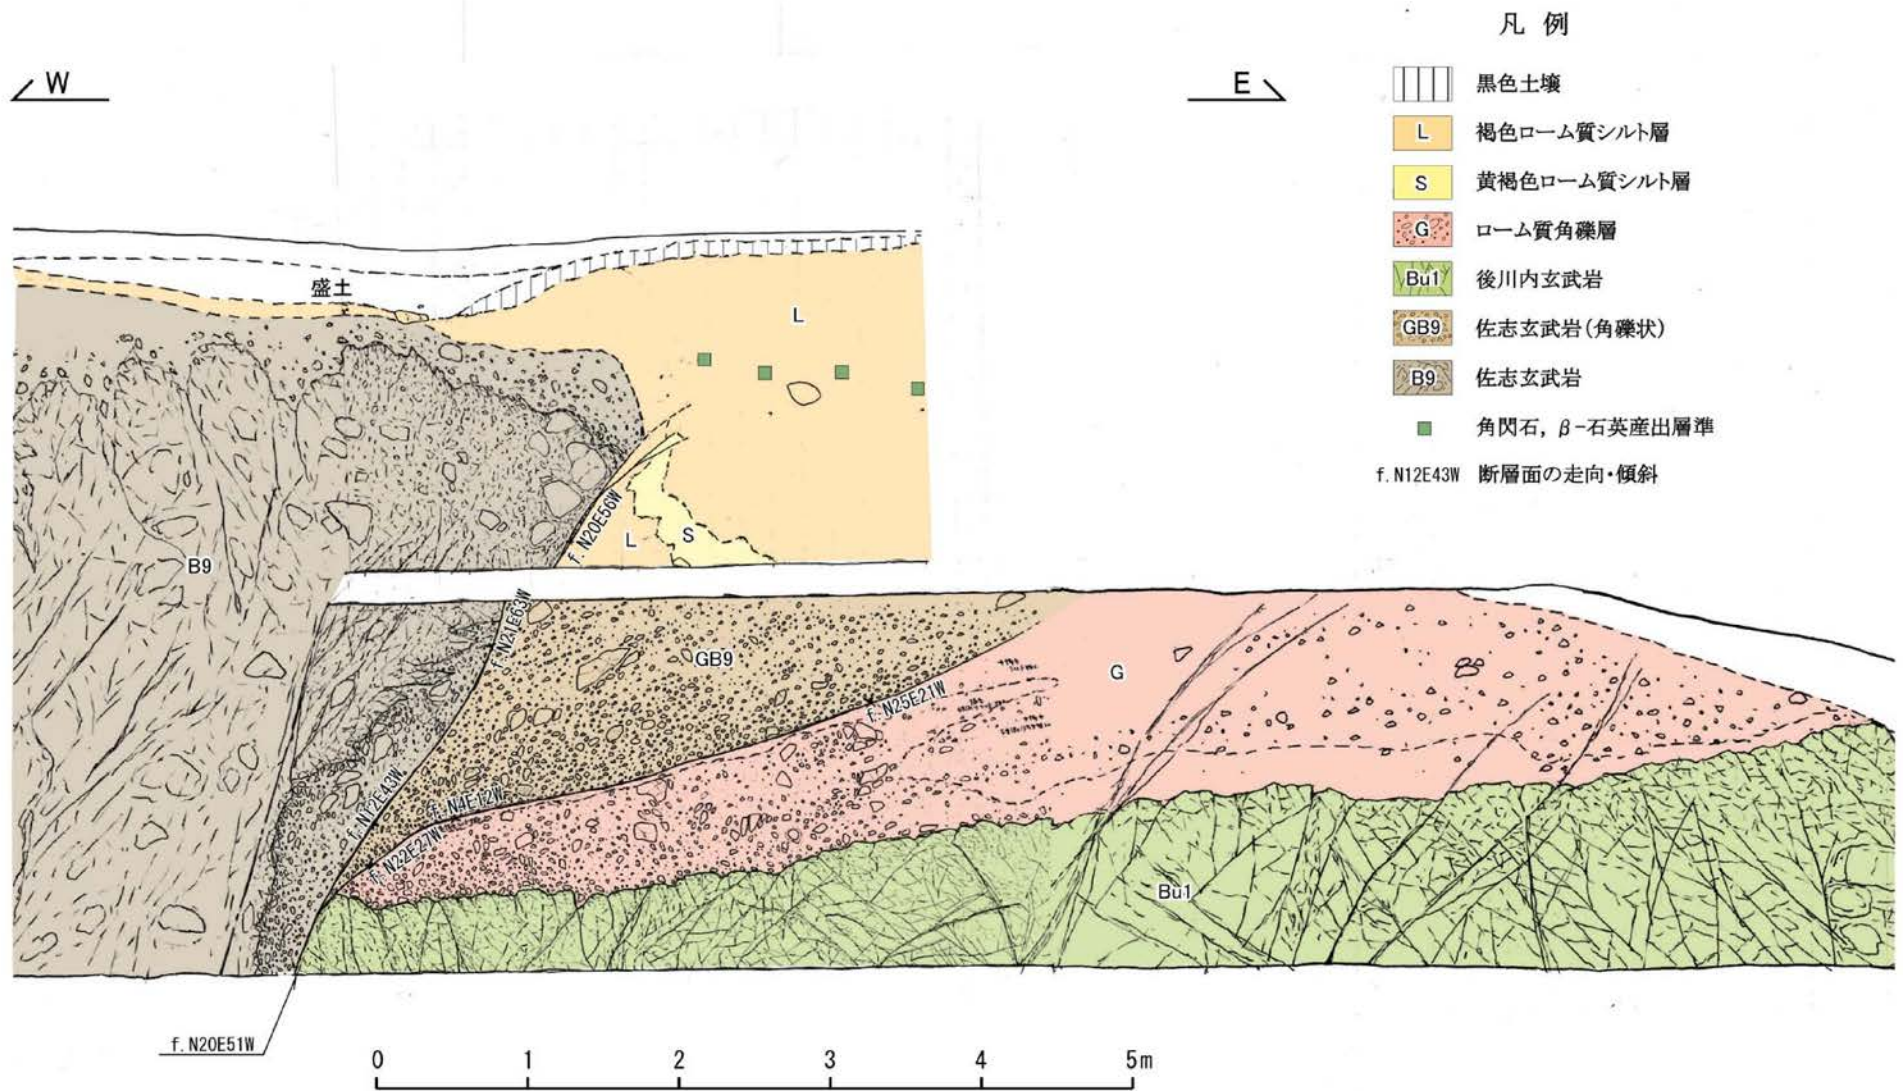 W
E
凡 例
黒色土壌
L 褐色ローム質シルト層
S 黄褐色ローム質シルト層
G ローム質角礫層
Bu1 後川内玄武岩
GB9 佐志玄武岩(角礫状)
B9 佐志玄武岩
角閃石, β-石英産出層準
f. N12E43W 断層面の走向・傾斜
盛土
L
f. N20E56W
L
S
B9
f. N21E63W
GB9
G
f. N25E21W
f. N12E43W
f. N4E12W
f. N22E27W
Bu1
f. N20E51W
0 1 2 3 4 5m